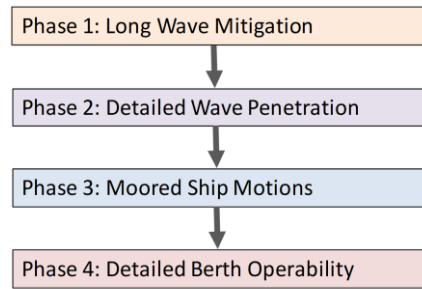 Phase 1: Long Wave Mitigation
Phase 2: Detailed Wave Penetration
Phase 3: Moored Ship Motions
Phase 4: Detailed Berth Operability